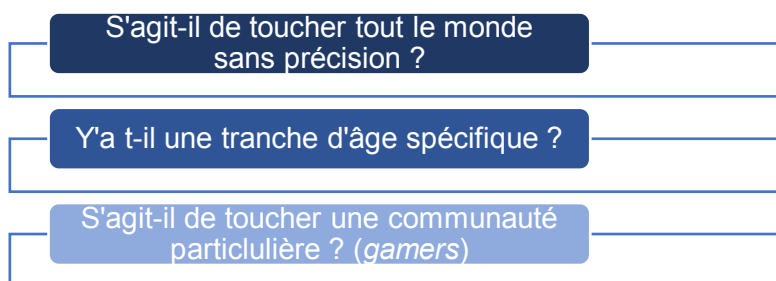 S'agit-il de toucher tout le monde
sans précision ?
Y'a t-il une tranche d'âge spécifique ?
S'agit-il de toucher une communauté
particlulière ? (gamers)